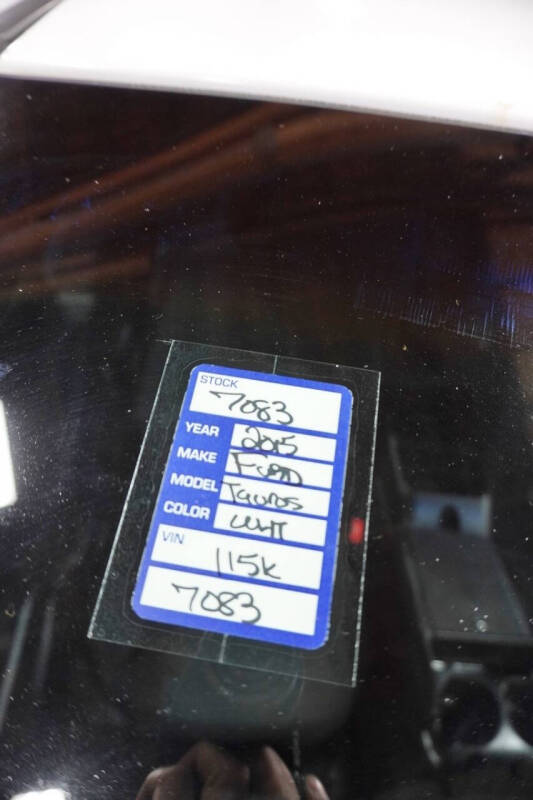 STOCK
7083
YEAR 2015
MAKE Ford
MODEL Taurus
COLOR WHT
VIN
115K
7083